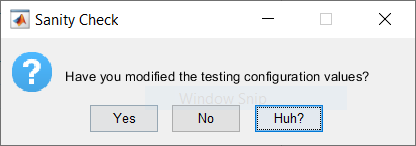 Sanity Check
Have you modified the testing configuration values?
Window Snip
Yes No Huh?